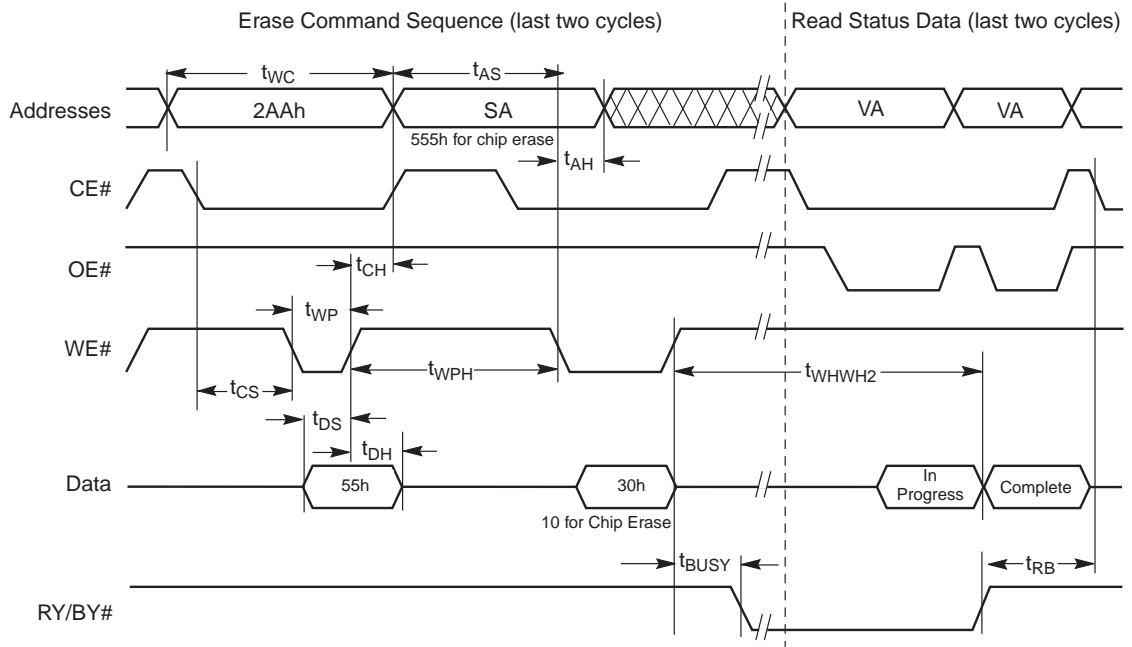 Erase Command Sequence (last two cycles)
Read Status Data (last two cycles)
tWC
tAS
Addresses
2AAh
SA
VA
VA
555h for chip erase
tAH
CE#
OE#
tCH
tWP
WE#
tWPH
tWHWH2
tCS
tDS
tDH
Data
55h
30h
In
Progress
Complete
10 for Chip Erase
tBUSY
tRB
RY/BY#